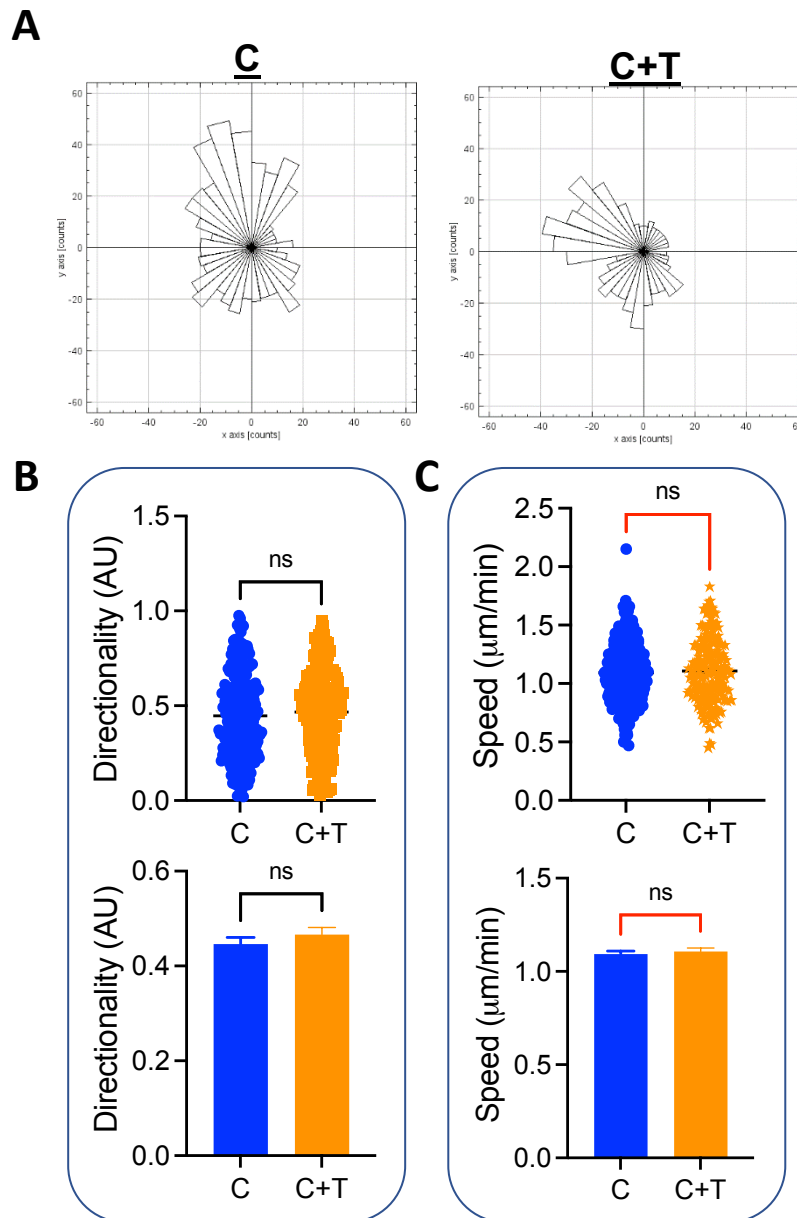 A
C
C+T
60
40
20
0
-20
-40
-60
y axis [counts]
-60 -40 -20 0 20 40 60
x axis [counts]
60
40
20
0
-20
-40
-60
y axis [counts]
-60 -40 -20 0 20 40 60
x axis [counts]
B
Directionality (AU)
1.5
1.0
0.5
0.0
ns
C C+T
Directionality (AU)
0.6
0.4
0.2
0.0
ns
C C+T
C
Speed (μm/min)
2.5
2.0
1.5
1.0
0.5
0.0
ns
C C+T
Speed (μm/min)
1.5
1.0
0.5
0.0
ns
C C+T